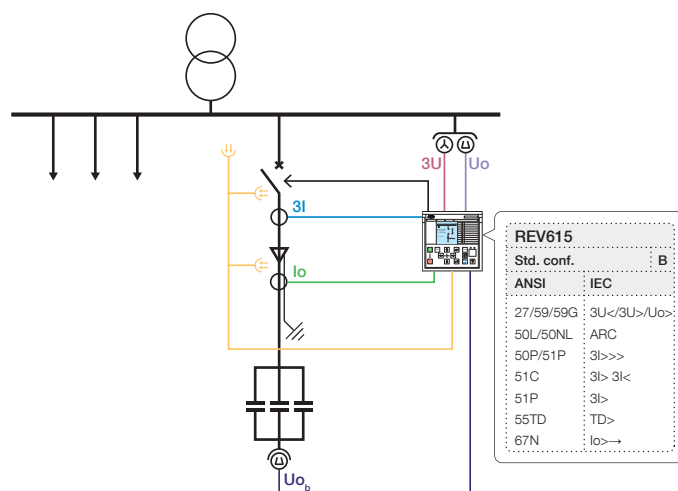 3U Uo
3I
Io
Uob
REV615
Std. conf. B
ANSI IEC
27/59/59G 3U</3U>/Uo>
50L/50NL ARC
50P/51P 3I>>>
51C 3I> 3I<
51P 3I>
55TD TD>
67N Io>→